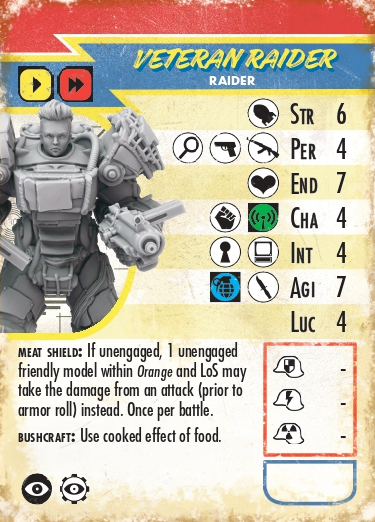 VETERAN RAIDER
RAIDER
STR 6
PER 4
END 7
CHA 4
INT 4
AGI 7
LUC 4
MEAT SHIELD: If unengaged, 1 unengaged
friendly model within Orange and LoS may
take the damage from an attack (prior to
armor roll) instead. Once per battle.
BUSHCRAFT: Use cooked effect of food.
-
-
-